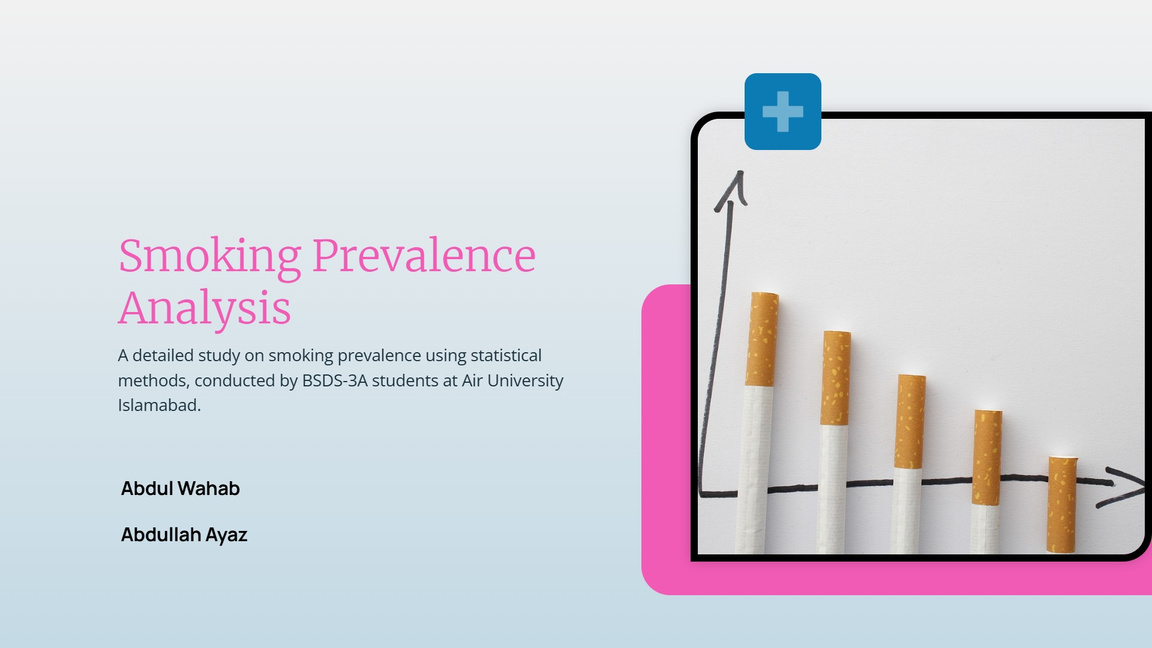 Smoking Prevalence
Analysis
A detailed study on smoking prevalence using statistical
methods, conducted by BSDS-3A students at Air University
Islamabad.
Abdul Wahab
Abdullah Ayaz